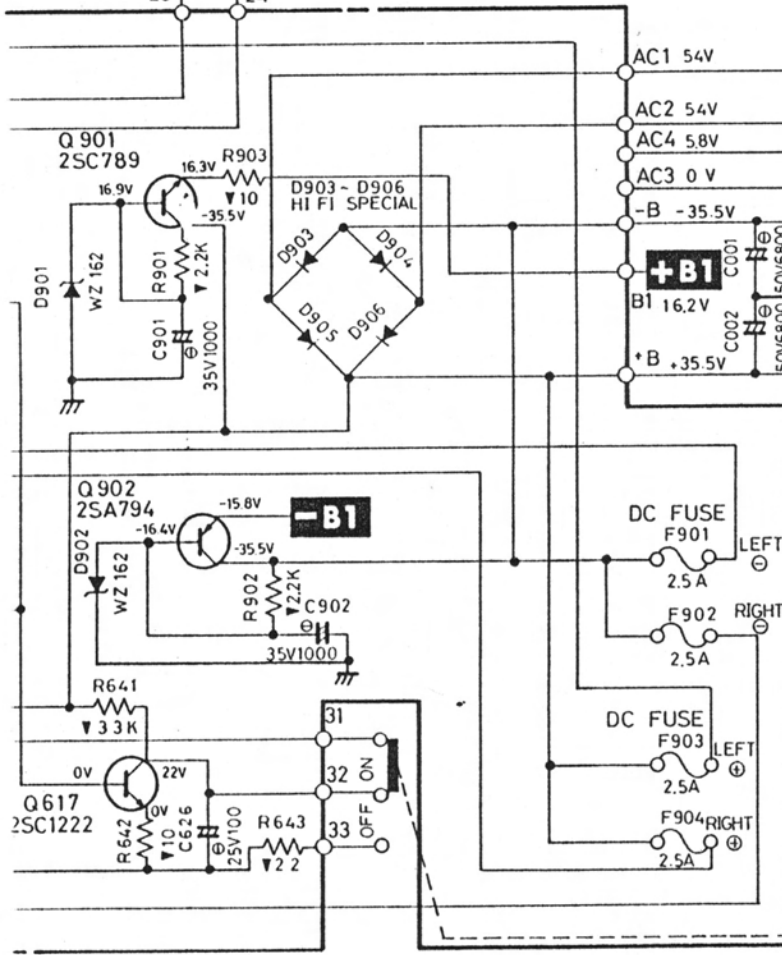 24
AC1 54V
AC2 54V
AC4 5.8V
AC3 0 V
-B -35.5V
+B1
B1 16.2V
+B +35.5V
C001
50V6800
C002
50V6800
Q901
2SC789
16.3V
R903
▼10
16.9V
-35.5V
D901
WZ 162
R901
▼2.2K
C901
35V1000
⊖
D903 ~ D906
HI FI SPECIAL
D903
D904
D905
D906
Q902
2SA794
-15.8V
-B1
-16.4V
-35.5V
D902
WZ 162
R902
▼2.2K
C902
⊖
35V1000
DC FUSE
F901
LEFT
⊖
2.5A
F902
RIGHT
⊖
2.5A
DC FUSE
F903
LEFT
⊕
2.5A
F904
RIGHT
⊕
2.5A
R641
▼33K
0V
22V
Q617
2SC1222
0V
R642
▼10
C626
⊖
25V100
R643
▼22
31
32
33
ON
OFF